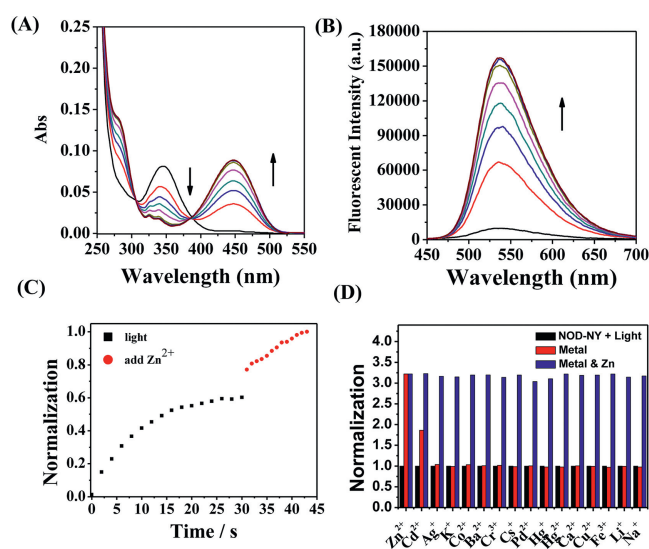 (A)
0.25
0.20
0.15
0.10
0.05
0.00
Abs
250 300 350 400 450 500 550
Wavelength (nm)
(B)
180000
150000
120000
90000
60000
30000
0
Fluorescent Intensity (a.u.)
450 500 550 600 650 700
Wavelength (nm)
(C)
light
add Zn2+
1.0
0.8
0.6
0.4
0.2
0.0
Normalization
0 10 20 30 40 45
Time / s
(D)
NOD-NY + Light
Metal
Metal & Zn
4.0
3.5
3.0
2.5
2.0
1.5
1.0
0.5
0.0
Normalization
Zn2+ Cd2+ Ag+ K+ Co2+ Ba2+ Cr3+ Cs+ Pd2+ Hg+ Hg2+ Ca2+ Cu2+ Fe3+ Li+ Na+